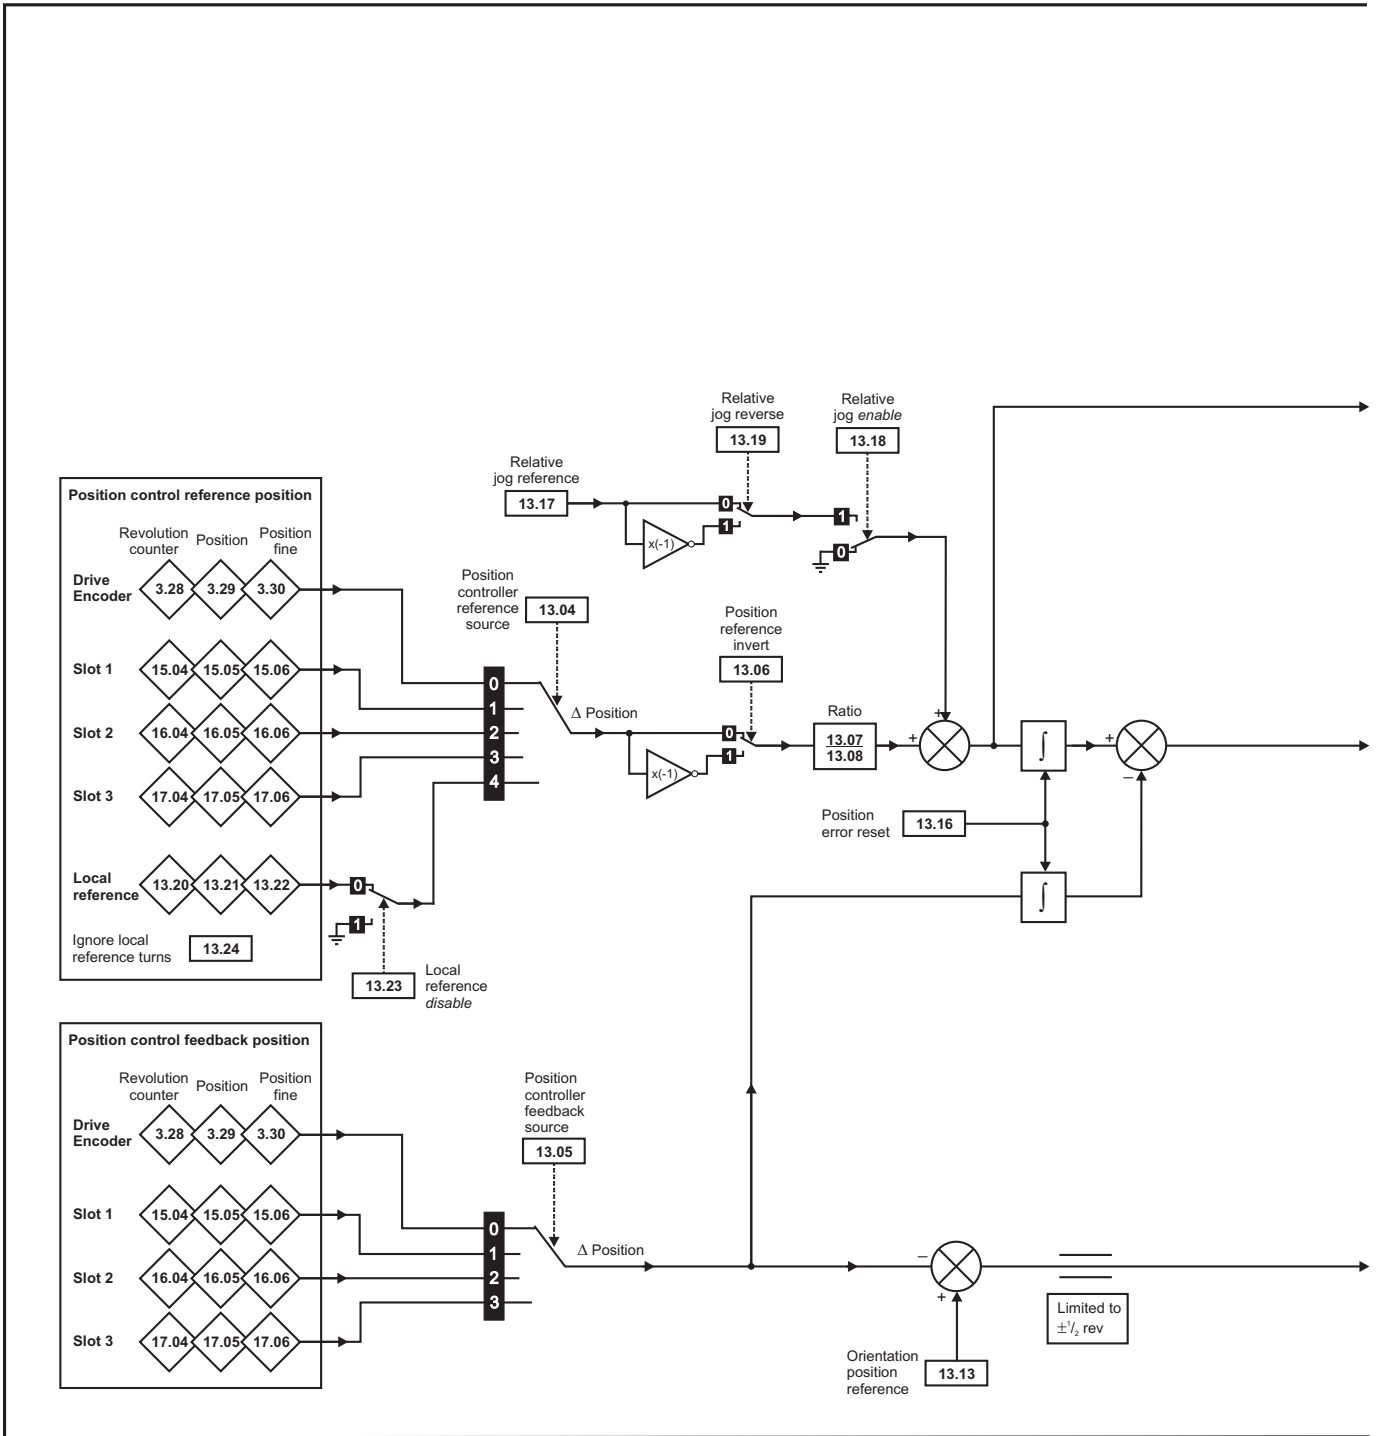 Relative
jog reverse
13.19
Relative
jog enable
13.18
Relative
jog reference
13.17
0
1
x(-1)
1
0
Position control reference position
Revolution
counter
Position
Position
fine
Drive
Encoder
3.28
3.29
3.30
Slot 1
15.04
15.05
15.06
Slot 2
16.04
16.05
16.06
Slot 3
17.04
17.05
17.06
Local
reference
13.20
13.21
13.22
Ignore local
reference turns
13.24
0
1
13.23
Local
reference
disable
Position
controller
reference
source
13.04
0
1
2
3
4
Δ Position
Position
reference
invert
13.06
0
1
x(-1)
Ratio
13.07
13.08
+
+
∫
+
–
Position
error reset
13.16
∫
Position control feedback position
Revolution
counter
Position
Position
fine
Drive
Encoder
3.28
3.29
3.30
Slot 1
15.04
15.05
15.06
Slot 2
16.04
16.05
16.06
Slot 3
17.04
17.05
17.06
Position
controller
feedback
source
13.05
0
1
2
3
Δ Position
–
+
Limited to
±1/2 rev
Orientation
position
reference
13.13